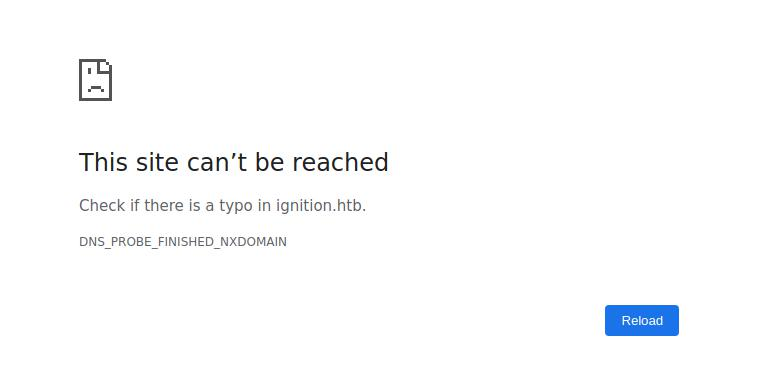 This site can’t be reached
Check if there is a typo in ignition.htb.
DNS_PROBE_FINISHED_NXDOMAIN
Reload